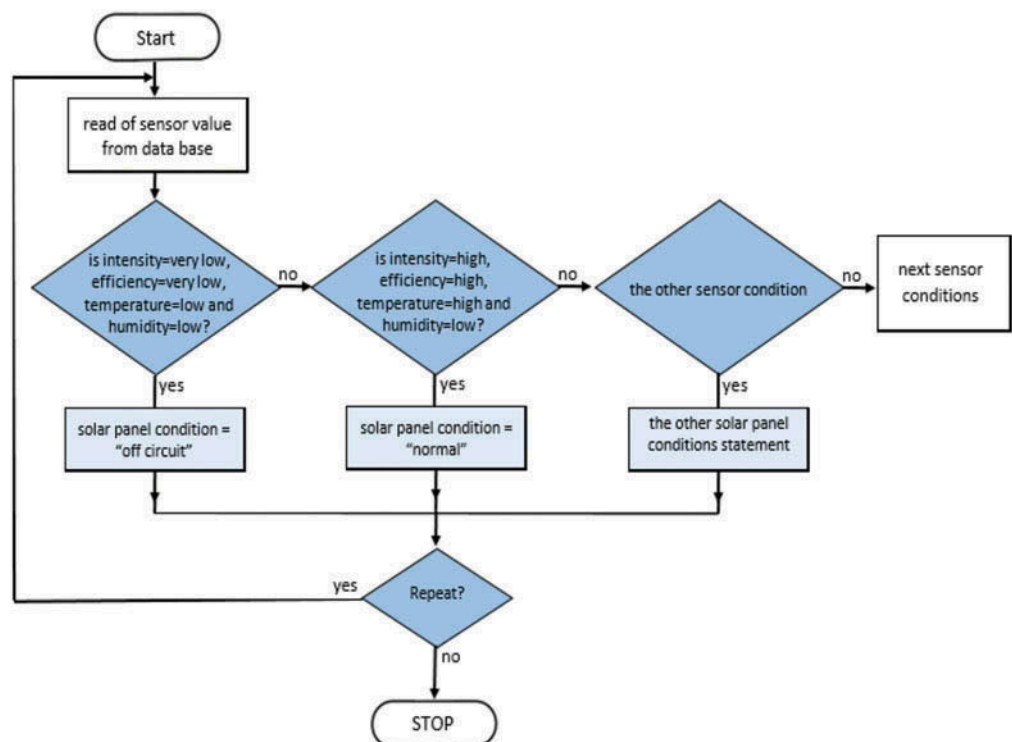 Start
read of sensor value
from data base
is intensity=very low,
efficiency=very low,
temperature=low and
humidity=low?
no
is intensity=high,
efficiency=high,
temperature=high and
humidity=low?
no
the other sensor condition
no
next sensor
conditions
yes
yes
yes
solar panel condition =
“off circuit”
solar panel condition =
“normal”
the other solar panel
conditions statement
yes
Repeat?
no
STOP